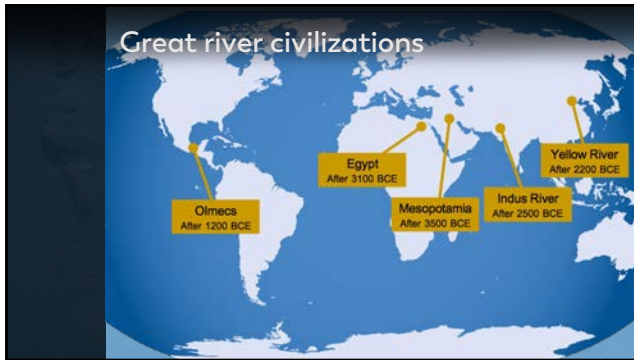 Great river civilizations
Egypt
After 3100 BCE
Yellow River
After 2200 BCE
Olmecs
After 1200 BCE
Mesopotamia
After 3500 BCE
Indus River
After 2500 BCE